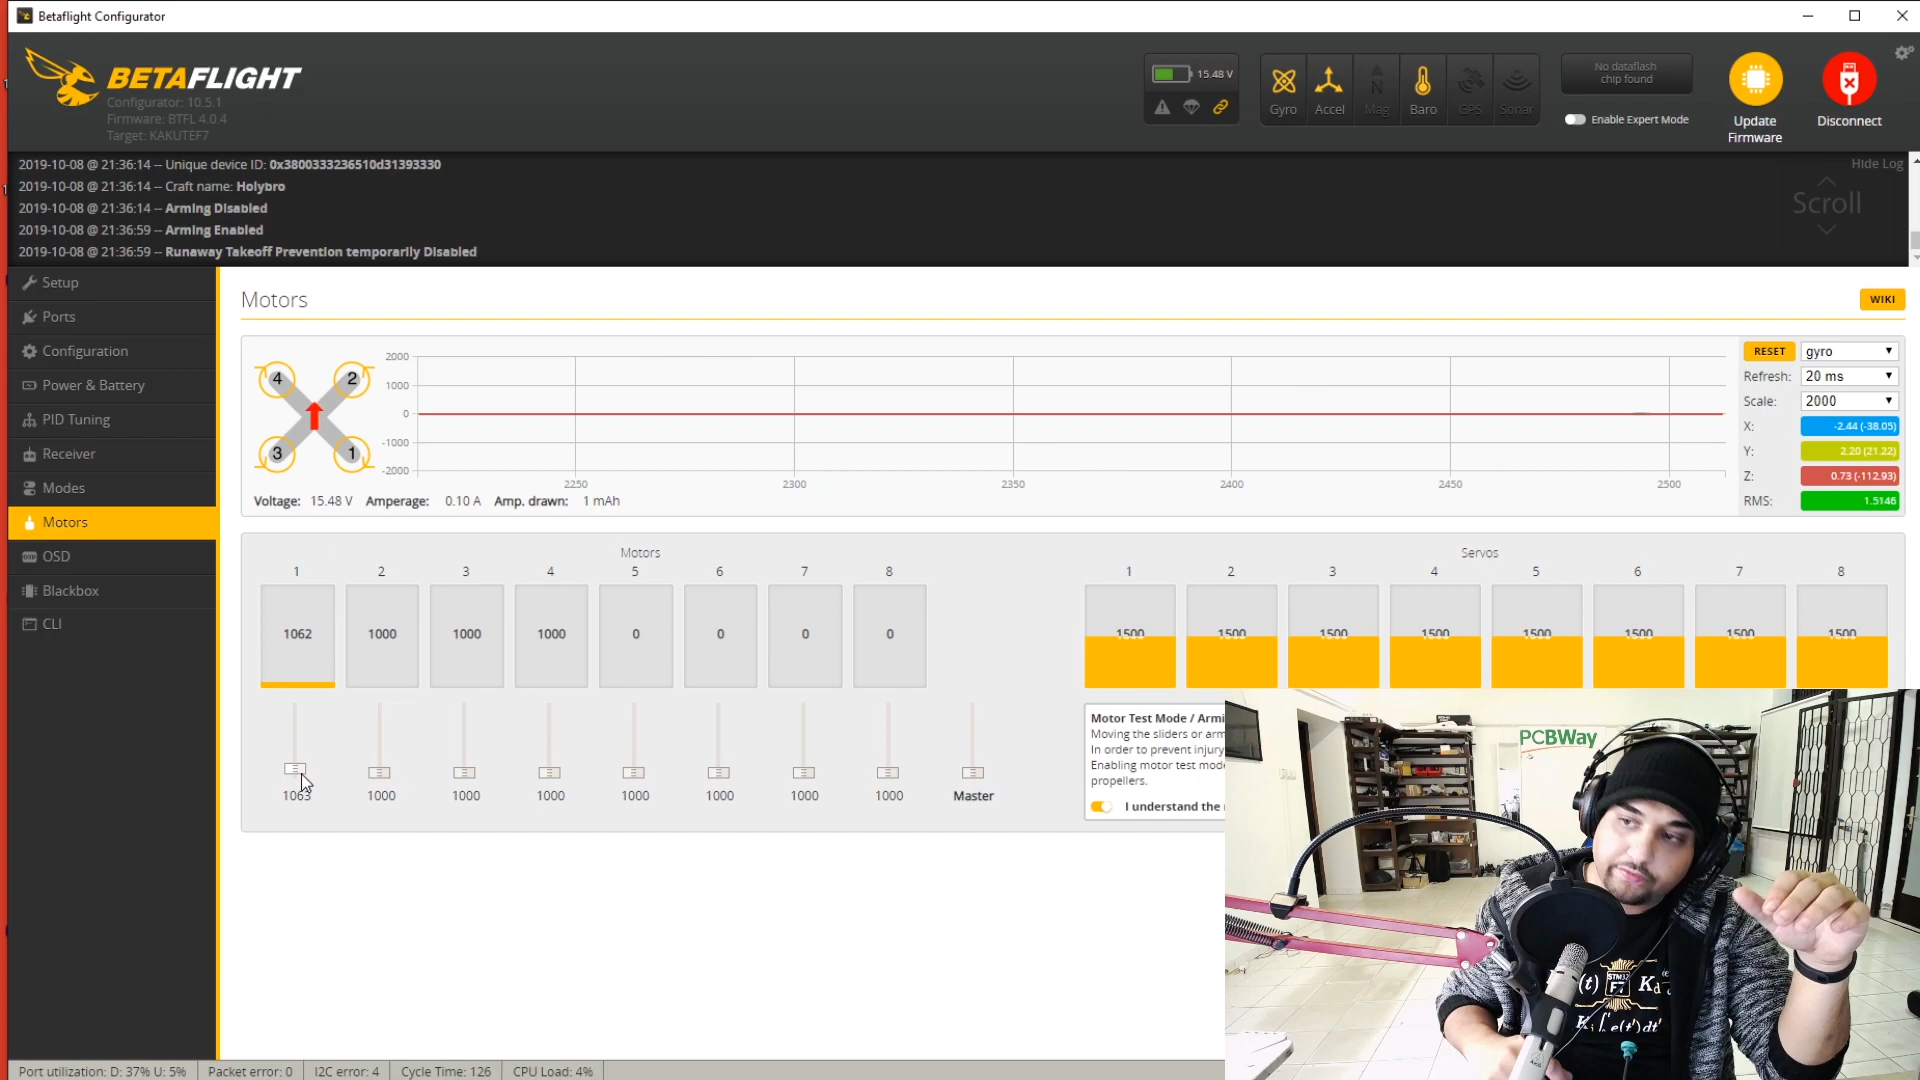 Betaflight Configurator
BETAFLIGHT
Configurator: 10.5.1
Firmware: BTFL 4.0.4
Target: KAKUTEF7
15.48 V
Gyro
Accel
Mag
Baro
GPS
Sonar
No dataflash
chip found
Enable Expert Mode
Update
Firmware
Disconnect
2019-10-08 @ 21:36:14 -- Unique device ID: 0x3800333236510d31393330
2019-10-08 @ 21:36:14 -- Craft name: Holybro
2019-10-08 @ 21:36:14 -- Arming Disabled
2019-10-08 @ 21:36:59 -- Arming Enabled
2019-10-08 @ 21:36:59 -- Runaway Takeoff Prevention temporarily Disabled
Hide Log
Scroll
Setup
Ports
Configuration
Power & Battery
PID Tuning
Receiver
Modes
Motors
OSD
Blackbox
CLI
Motors
WIKI
4 2
3 1
2000
1000
0
-1000
-2000
2250 2300 2350 2400 2450 2500
Voltage: 15.48 V Amperage: 0.10 A Amp. drawn: 1 mAh
RESET gyro
Refresh: 20 ms
Scale: 2000
X: -2.44 (-38.05)
Y: 2.20 (21.22)
Z: 0.73 (-112.93)
RMS: 1.5146
Motors
1 2 3 4 5 6 7 8
1062 1000 1000 1000 0 0 0 0
1063 1000 1000 1000 1000 1000 1000 1000 Master
Servos
1 2 3 4 5 6 7 8
1500 1500 1500 1500 1500 1500 1500 1500
Motor Test Mode / Armi
Moving the sliders or arm
In order to prevent injury
Enabling motor test mode
propellers.
I understand the
PCBWay
STM32
F7
Port utilization: D: 37% U: 5%
Packet error: 0
I2C error: 4
Cycle Time: 126
CPU Load: 4%